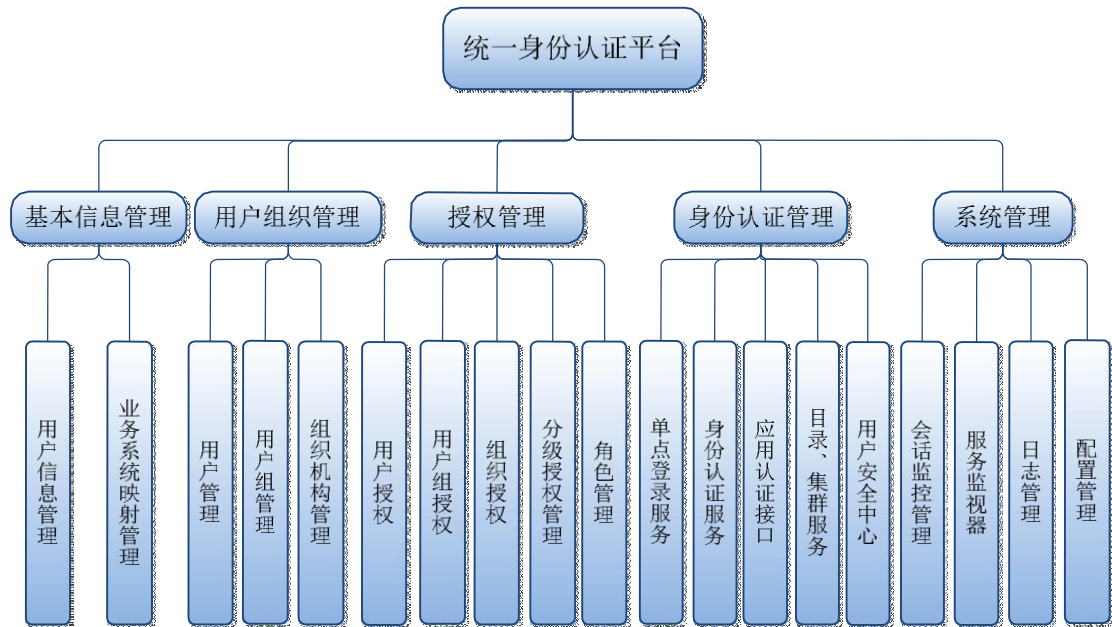 统一身份认证平台
基本信息管理
用户组织管理
授权管理
身份认证管理
系统管理
用户信息管理
业务系统映射管理
用户管理
用户组管理
组织机构管理
用户授权
用户组授权
组织授权
分级授权管理
角色管理
单点登录服务
身份认证服务
应用认证接口
目录、集群服务
用户安全中心
会话监控管理
服务监视器
日志管理
配置管理